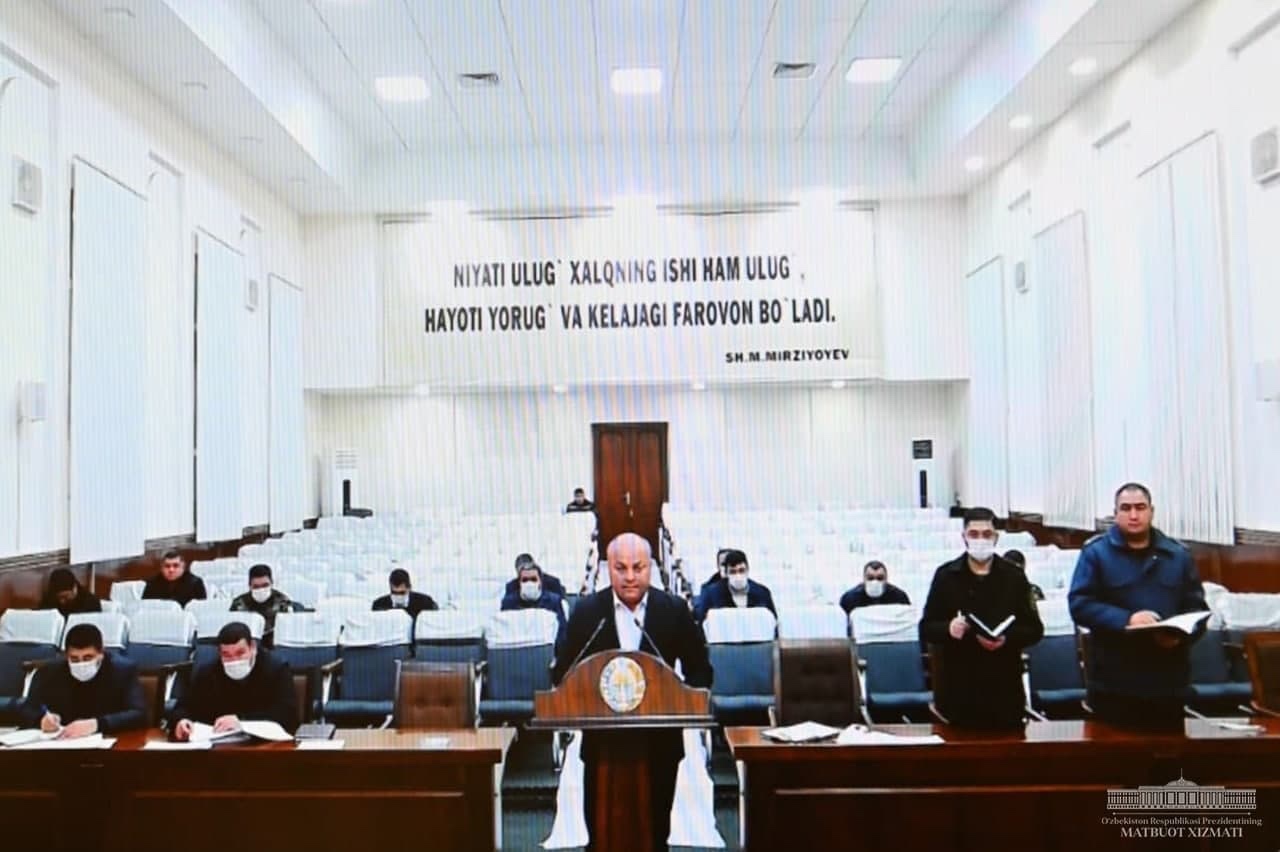 NIYATI ULUG` XALQNING ISHI HAM ULUG`,
HAYOTI YORUG` VA KELAJAGI FAROVON BO`LADI.
SH.M.MIRZIYOYEV
O'zbekiston Respublikasi Prezidentining
MATBUOT XIZMATI